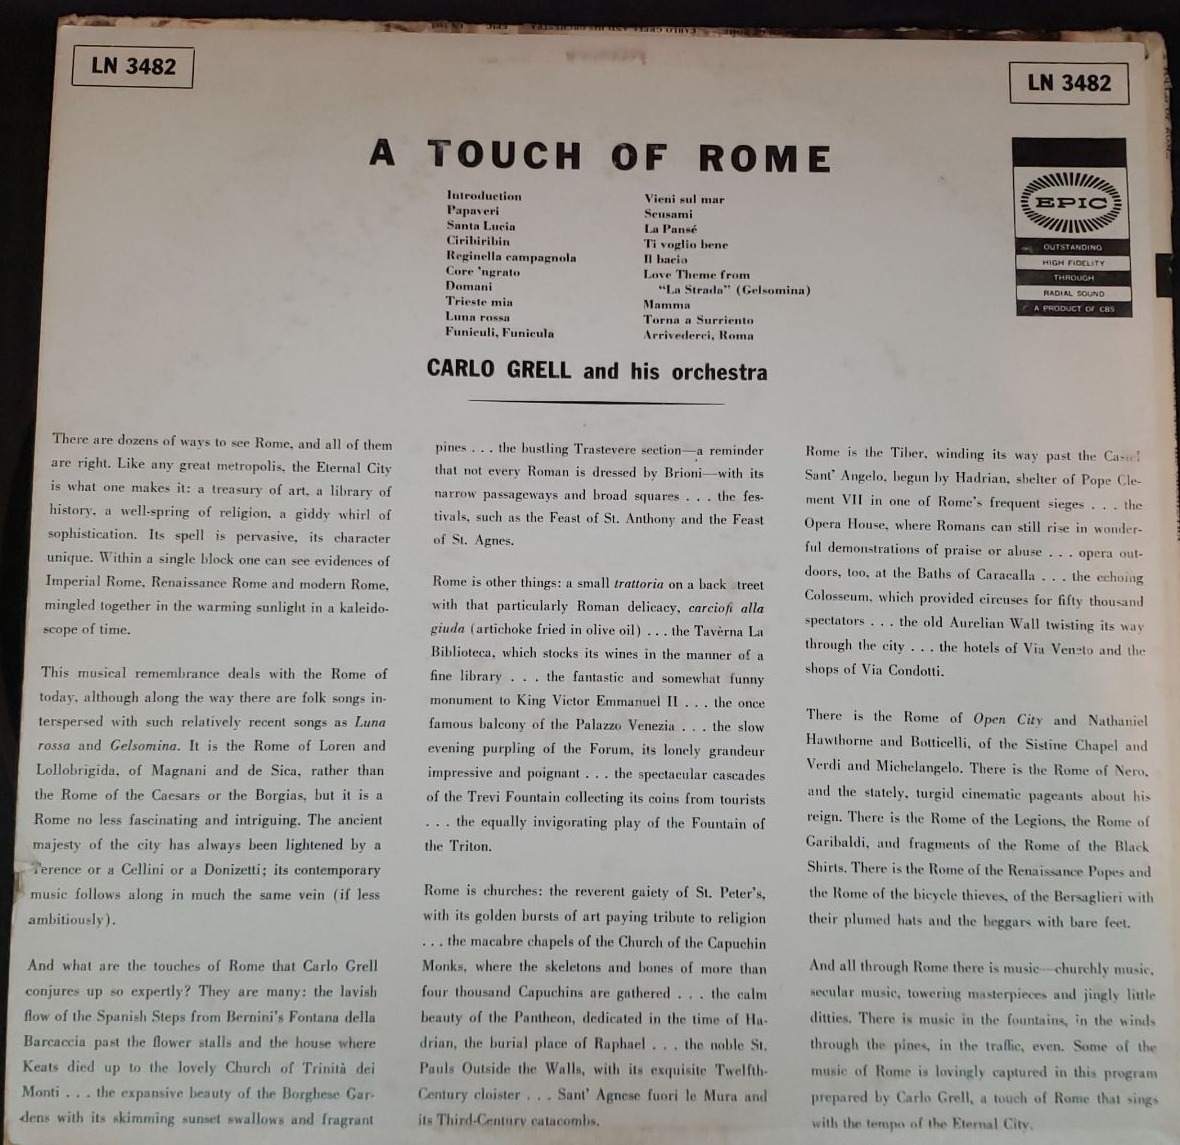 LN 3482
LN 3482
A TOUCH OF ROME
Introduction
Papaveri
Santa Lucia
Ciribiribin
Reginella campagnola
Core 'ngrato
Domani
Trieste mia
Luna rossa
Funiculi, Funicula
Vieni sul mar
Scusami
La Pansé
Ti voglio bene
Il bacio
Love Theme from
"La Strada" (Gelsomina)
Mamma
Torna a Surriento
Arrivederci, Roma
EPIC
OUTSTANDING
HIGH FIDELITY
THROUGH
RADIAL SOUND
A PRODUCT OF CBS
CARLO GRELL and his orchestra
There are dozens of ways to see Rome, and all of them
are right. Like any great metropolis, the Eternal City
is what one makes it: a treasury of art, a library of
history, a well-spring of religion, a giddy whirl of
sophistication. Its spell is pervasive, its character
unique. Within a single block one can see evidences of
Imperial Rome, Renaissance Rome and modern Rome,
mingled together in the warming sunlight in a kaleido-
scope of time.
This musical remembrance deals with the Rome of
today, although along the way there are folk songs in-
terspersed with such relatively recent songs as Luna
rossa and Gelsomina. It is the Rome of Loren and
Lollobrigida, of Magnani and de Sica, rather than
the Rome of the Caesars or the Borgias, but it is a
Rome no less fascinating and intriguing. The ancient
majesty of the city has always been lightened by a
Terence or a Cellini or a Donizetti; its contemporary
music follows along in much the same vein (if less
ambitiously).
And what are the touches of Rome that Carlo Grell
conjures up so expertly? They are many: the lavish
flow of the Spanish Steps from Bernini's Fontana della
Barcaccia past the flower stalls and the house where
Keats died up to the lovely Church of Trinità dei
Monti . . . the expansive beauty of the Borghese Gar-
dens with its skimming sunset swallows and fragrant
pines . . . the bustling Trastevere section—a reminder
that not every Roman is dressed by Brioni—with its
narrow passageways and broad squares . . . the fes-
tivals, such as the Feast of St. Anthony and the Feast
of St. Agnes.
Rome is other things: a small trattoria on a back treet
with that particularly Roman delicacy, carciofi alla
giuda (artichoke fried in olive oil) . . . the Tavèrna La
Biblioteca, which stocks its wines in the manner of a
fine library . . . the fantastic and somewhat funny
monument to King Victor Emmanuel II . . . the once
famous balcony of the Palazzo Venezia . . . the slow
evening purpling of the Forum, its lonely grandeur
impressive and poignant . . . the spectacular cascades
of the Trevi Fountain collecting its coins from tourists
. . . the equally invigorating play of the Fountain of
the Triton.
Rome is churches: the reverent gaiety of St. Peter's,
with its golden bursts of art paying tribute to religion
. . . the macabre chapels of the Church of the Capuchin
Monks, where the skeletons and bones of more than
four thousand Capuchins are gathered . . . the calm
beauty of the Pantheon, dedicated in the time of Ha-
drian, the burial place of Raphael . . . the noble St.
Pauls Outside the Walls, with its exquisite Twelfth-
Century cloister . . . Sant' Agnese fuori le Mura and
its Third-Century catacombs.
Rome is the Tiber, winding its way past the Castel
Sant' Angelo, begun by Hadrian, shelter of Pope Cle-
ment VII in one of Rome's frequent sieges . . . the
Opera House, where Romans can still rise in wonder-
ful demonstrations of praise or abuse . . . opera out-
doors, too, at the Baths of Caracalla . . . the echoing
Colosseum, which provided circuses for fifty thousand
spectators . . . the old Aurelian Wall twisting its way
through the city . . . the hotels of Via Veneto and the
shops of Via Condotti.
There is the Rome of Open City and Nathaniel
Hawthorne and Botticelli, of the Sistine Chapel and
Verdi and Michelangelo. There is the Rome of Nero,
and the stately, turgid cinematic pageants about his
reign. There is the Rome of the Legions, the Rome of
Garibaldi, and fragments of the Rome of the Black
Shirts. There is the Rome of the Renaissance Popes and
the Rome of the bicycle thieves, of the Bersaglieri with
their plumed hats and the beggars with bare feet.
And all through Rome there is music—churchly music,
secular music, towering masterpieces and jingly little
ditties. There is music in the fountains, in the winds
through the pines, in the traffic, even. Some of the
music of Rome is lovingly captured in this program
prepared by Carlo Grell, a touch of Rome that sings
with the tempo of the Eternal City.